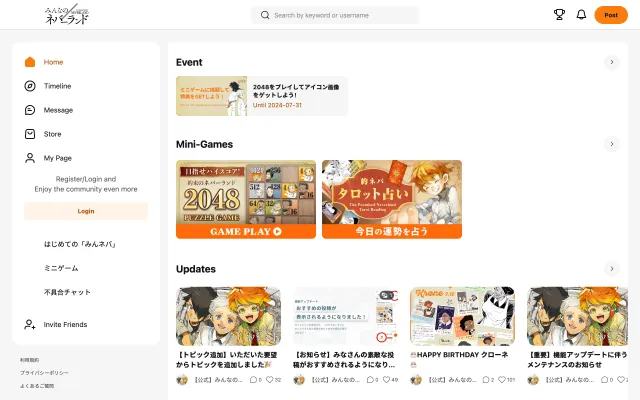 みんなの
ネバーランド
Search by keyword or username
Post
Home
Timeline
Message
Store
My Page
Register/Login and
Enjoy the community even more
Login
はじめての「みんネバ」
ミニゲーム
不具合チャット
Invite Friends
利用規約
プライバシーポリシー
よくあるご質問
Event
ミニゲームに挑戦して
特典をGETしよう！
2048をプレイしてアイコン画像
をゲットしよう!
Until 2024-07-31
Mini-Games
目指せハイスコア!
約束のネバーランド
2048
PUZZLE GAME
GAME PLAY
約ネバ
タロット占い
The Promised Neverland
Tarot Reading
今日の運勢を占う
Updates
【トピック追加】いただいた要望
からトピックを追加しました🎉
【公式】みんなの...
0
32
機能アップデート
おすすめの投稿が
表示されるようになりました！
【お知らせ】みなさんの素敵な投
稿がおすすめされるようになり...
【公式】みんなの...
0
49
Krone
🎂HAPPY BIRTHDAY クローネ
🎂
【公式】みんなの...
2
101
【重要】機能アップデートに伴う
メンテナンスのお知らせ
【公式】みんなの...
0